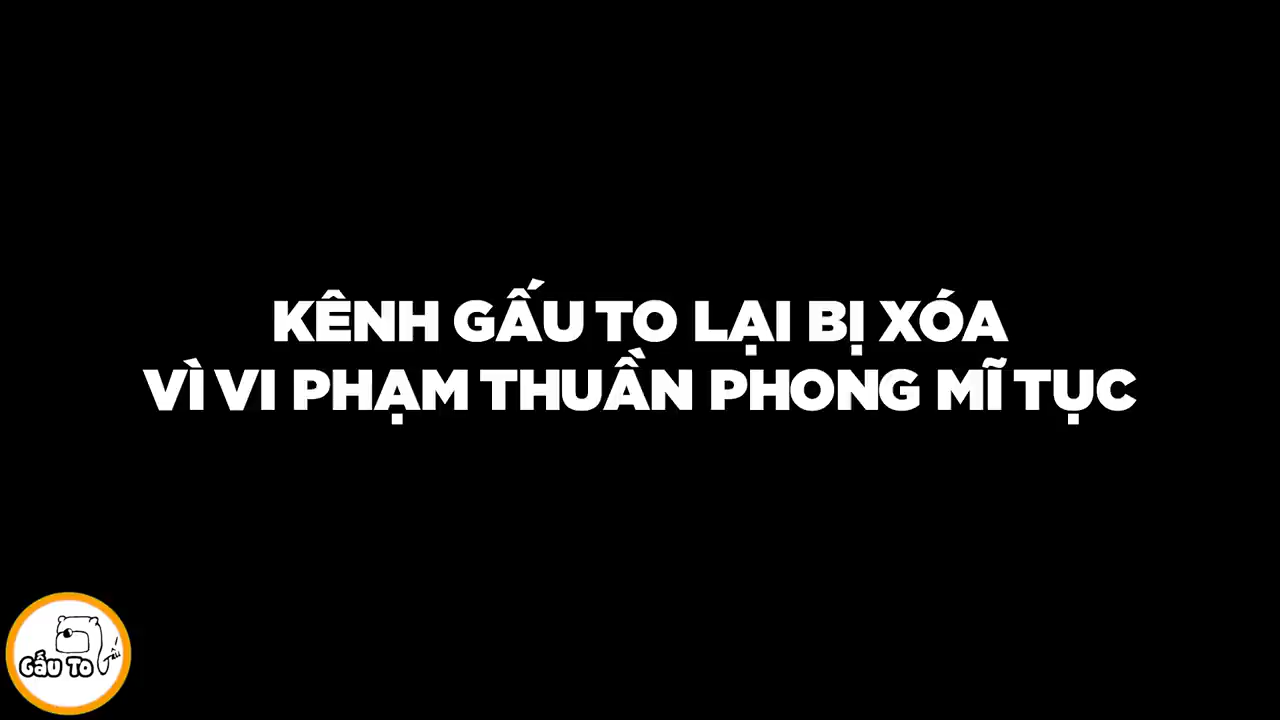 KÊNH GẤU TO LẠI BỊ XÓA
VÌ VI PHẠM THUẦN PHONG MĨ TỤC
Gấu To